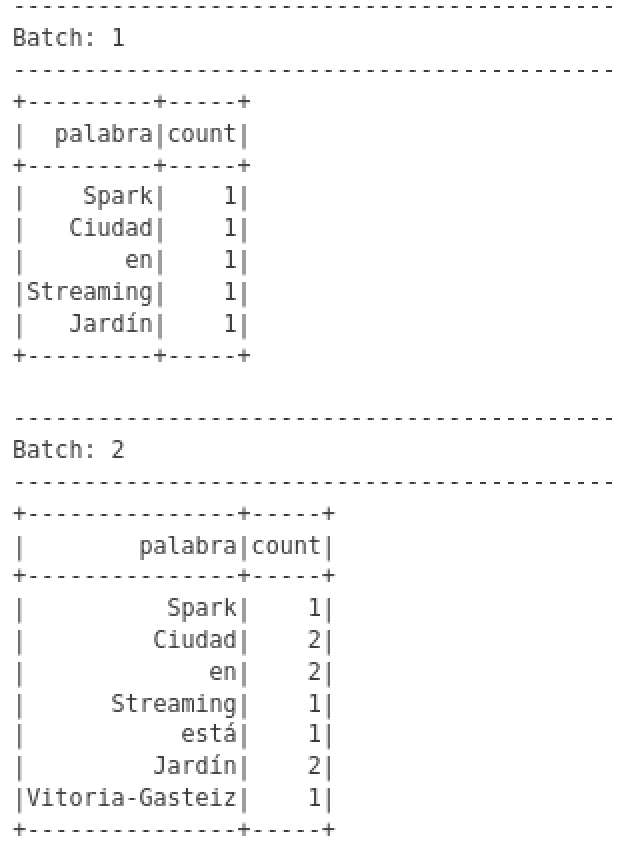 -------------------------------------------
Batch: 1
-------------------------------------------
+---------+-----+
|  palabra|count|
+---------+-----+
|    Spark|    1|
|   Ciudad|    1|
|       en|    1|
|Streaming|    1|
|   Jardín|    1|
+---------+-----+

-------------------------------------------
Batch: 2
-------------------------------------------
+---------------+-----+
|        palabra|count|
+---------------+-----+
|          Spark|    1|
|         Ciudad|    2|
|             en|    2|
|      Streaming|    1|
|           está|    1|
|         Jardín|    2|
|Vitoria-Gasteiz|    1|
+---------------+-----+